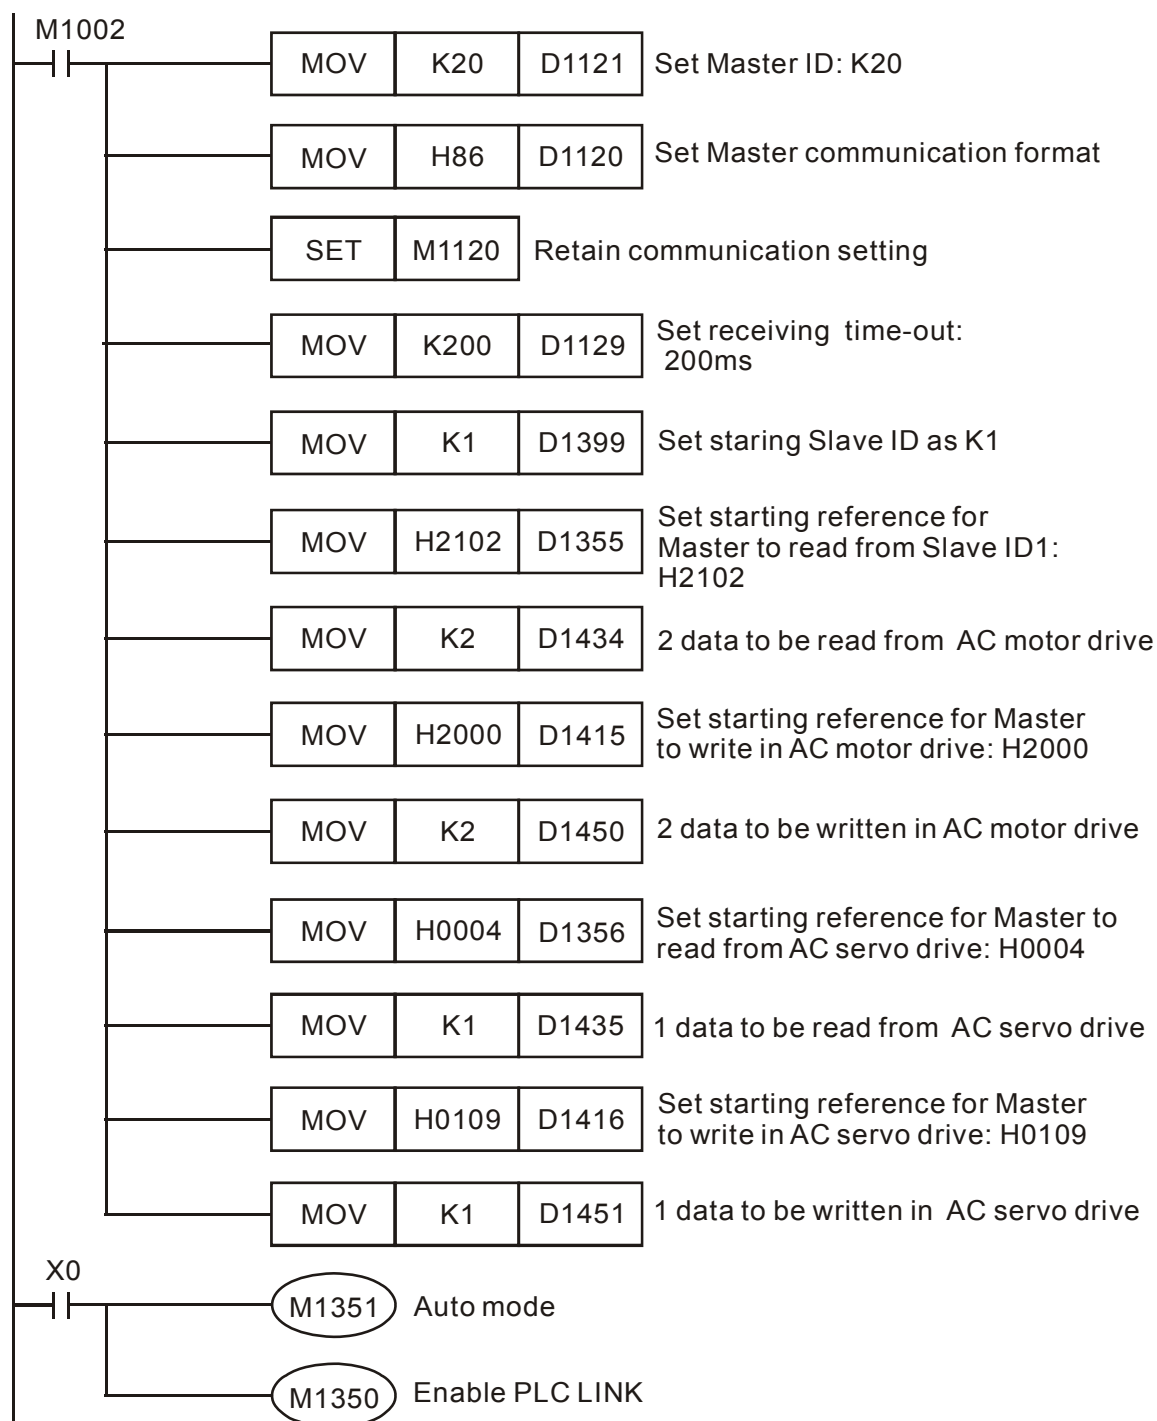 M1002
MOV K20 D1121 Set Master ID: K20
MOV H86 D1120 Set Master communication format
SET M1120 Retain communication setting
MOV K200 D1129 Set receiving time-out:
200ms
MOV K1 D1399 Set staring Slave ID as K1
MOV H2102 D1355 Set starting reference for
Master to read from Slave ID1:
H2102
MOV K2 D1434 2 data to be read from AC motor drive
MOV H2000 D1415 Set starting reference for Master
to write in AC motor drive: H2000
MOV K2 D1450 2 data to be written in AC motor drive
MOV H0004 D1356 Set starting reference for Master to
read from AC servo drive: H0004
MOV K1 D1435 1 data to be read from AC servo drive
MOV H0109 D1416 Set starting reference for Master
to write in AC servo drive: H0109
MOV K1 D1451 1 data to be written in AC servo drive
X0
M1351 Auto mode
M1350 Enable PLC LINK